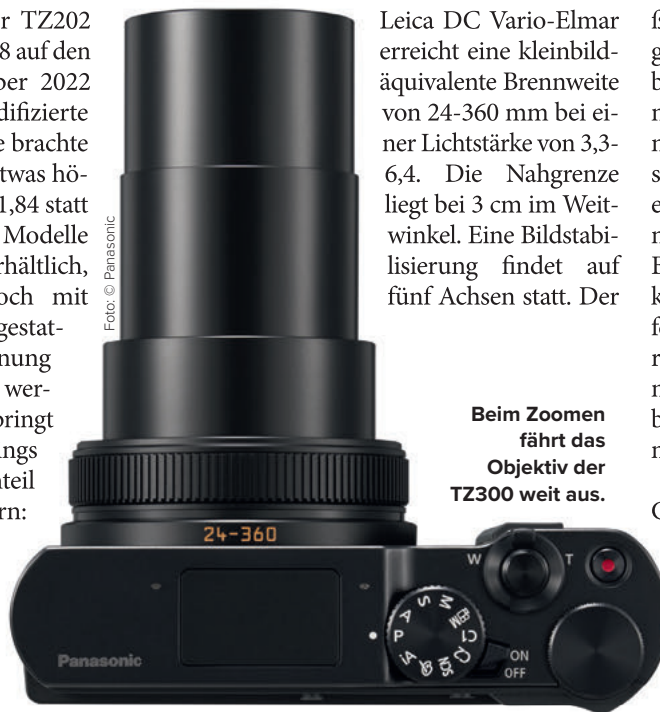 r TZ202
8 auf den
ber 2022
difizierte
e brachte
twas hö-
1,84 statt
Modelle
rhältlich,
och mit
gestat-
nung
wer-
pringt
ngs
nteil
rn:
Foto: © Panasonic
Leica DC Vario-Elmar
erreicht eine kleinbild-
äquivalente Brennweite
von 24-360 mm bei ei-
ner Lichtstärke von 3,3-
6,4. Die Nahgrenze
liegt bei 3 cm im Weit-
winkel. Eine Bildstabi-
lisierung findet auf
fünf Achsen statt. Der
Beim Zoomen
fährt das
Objektiv der
TZ300 weit aus.
24-360
W T
Panasonic
iA P A S M C1
ON
OFF